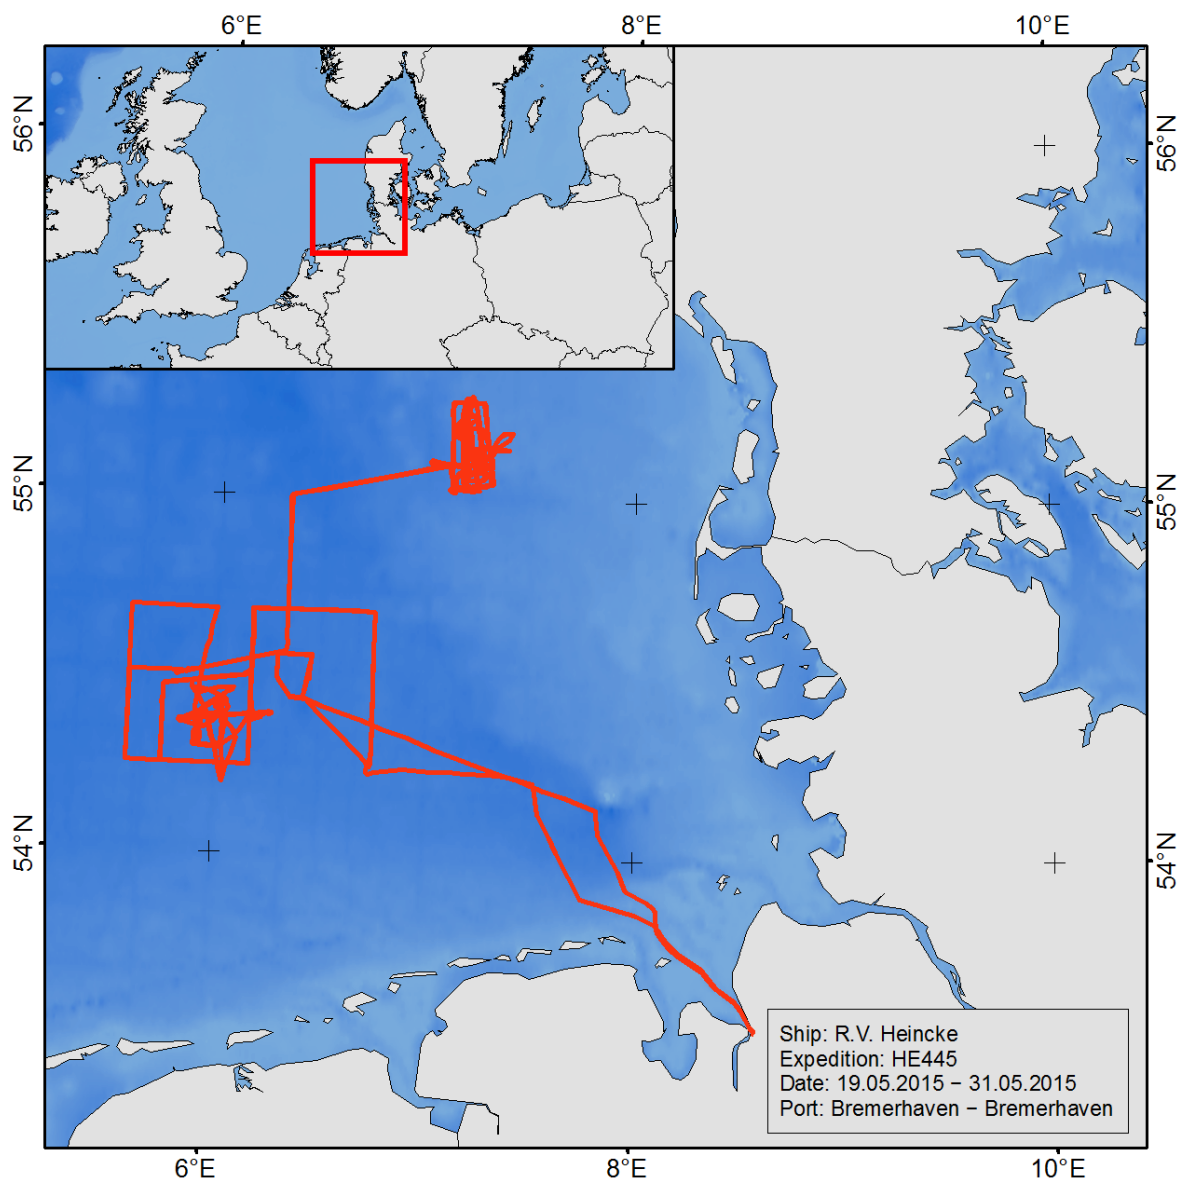 6°E 8°E 10°E
56°N 56°N
55°N 55°N
54°N 54°N
Ship: R.V. Heincke
Expedition: HE445
Date: 19.05.2015 – 31.05.2015
Port: Bremerhaven – Bremerhaven
6°E 8°E 10°E